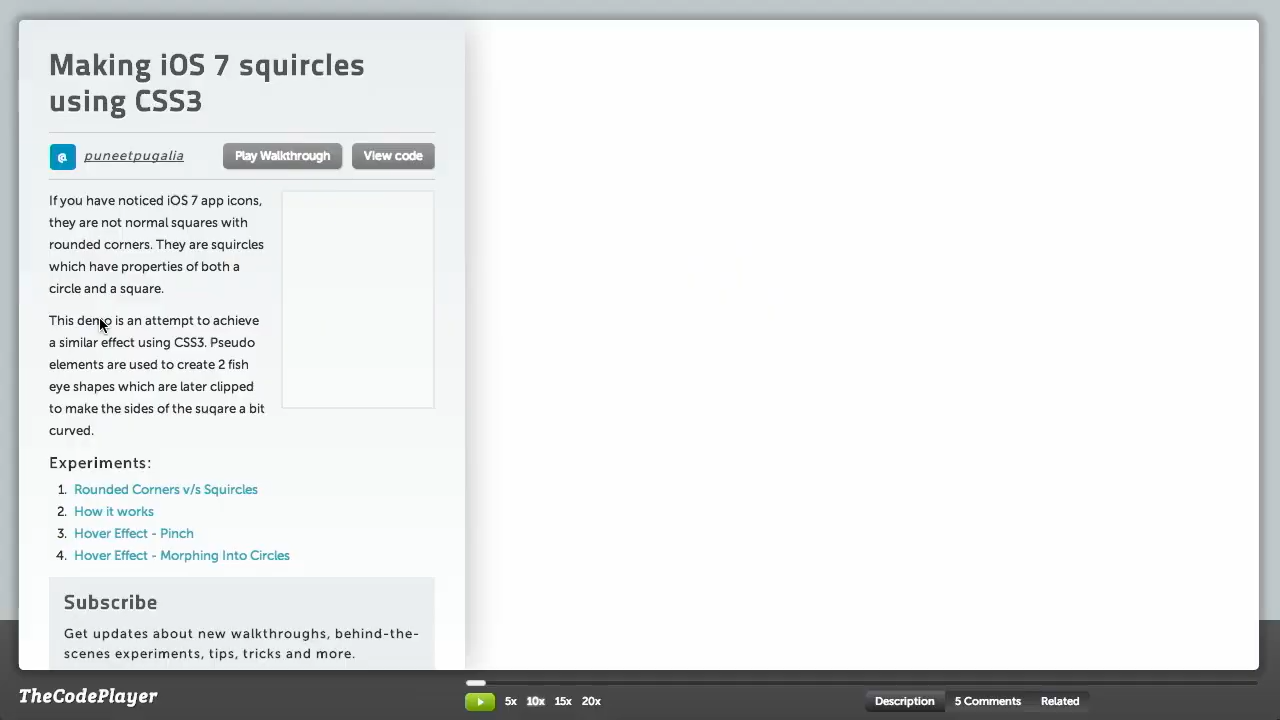 Making iOS 7 squircles
using CSS3
@ puneetpugalia Play Walkthrough View code
If you have noticed iOS 7 app icons,
they are not normal squares with
rounded corners. They are squircles
which have properties of both a
circle and a square.
This demo is an attempt to achieve
a similar effect using CSS3. Pseudo
elements are used to create 2 fish
eye shapes which are later clipped
to make the sides of the suqare a bit
curved.
Experiments:
1. Rounded Corners v/s Squircles
2. How it works
3. Hover Effect - Pinch
4. Hover Effect - Morphing Into Circles
Subscribe
Get updates about new walkthroughs, behind-the-
scenes experiments, tips, tricks and more.
TheCodePlayer 5x 10x 15x 20x Description 5 Comments Related